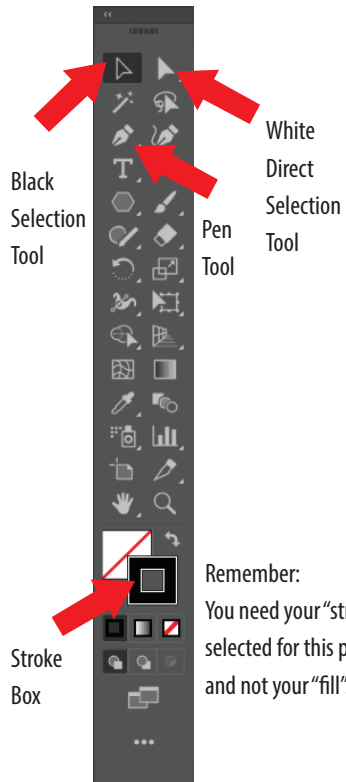 White
Direct
Selection
Tool
Black
Selection
Tool
Pen
Tool
Remember:
You need your “str
selected for this p
and not your “fill”
Stroke
Box